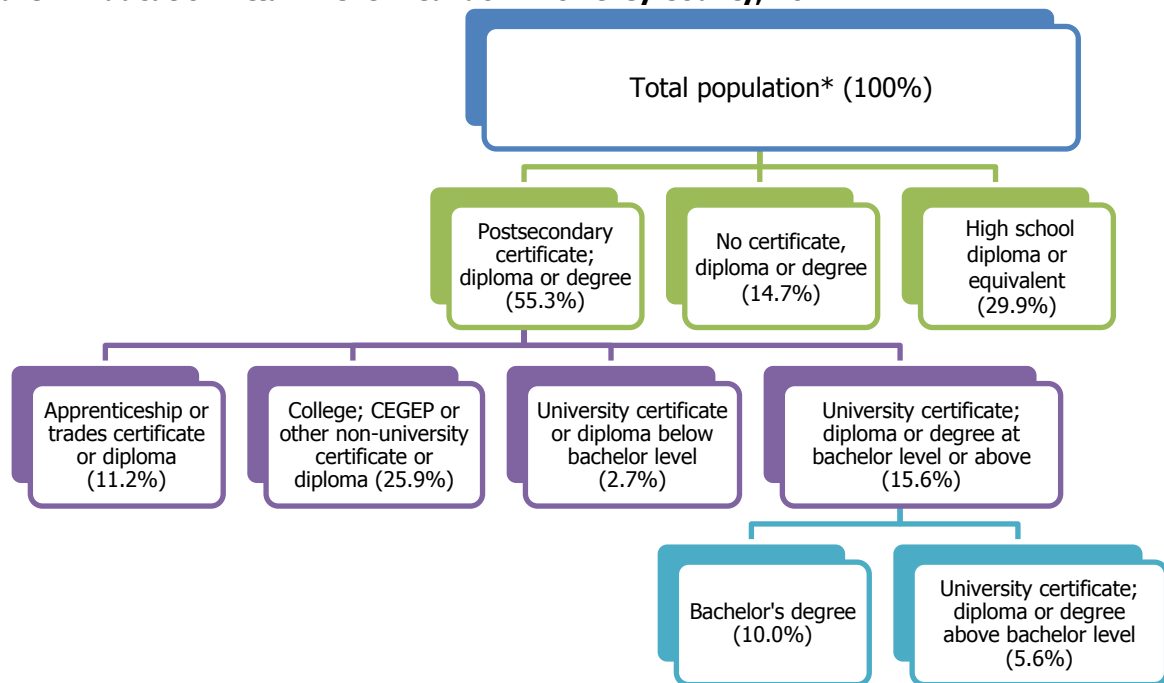 Total population* (100%)
Postsecondary
certificate;
diploma or degree
(55.3%)
No certificate,
diploma or degree
(14.7%)
High school
diploma or
equivalent
(29.9%)
Apprenticeship or
trades certificate
or diploma
(11.2%)
College; CEGEP or
other non-university
certificate or
diploma (25.9%)
University certificate
or diploma below
bachelor level
(2.7%)
University certificate;
diploma or degree at
bachelor level or above
(15.6%)
Bachelor's degree
(10.0%)
University certificate;
diploma or degree
above bachelor level
(5.6%)